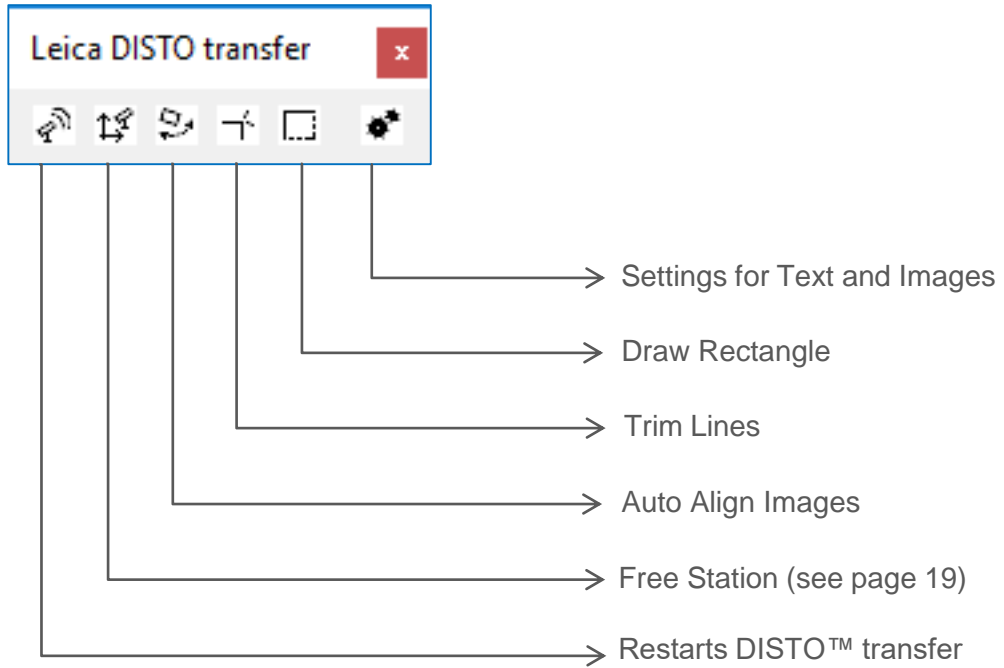 Leica DISTO transfer
x
Settings for Text and Images
Draw Rectangle
Trim Lines
Auto Align Images
Free Station (see page 19)
Restarts DISTO™ transfer